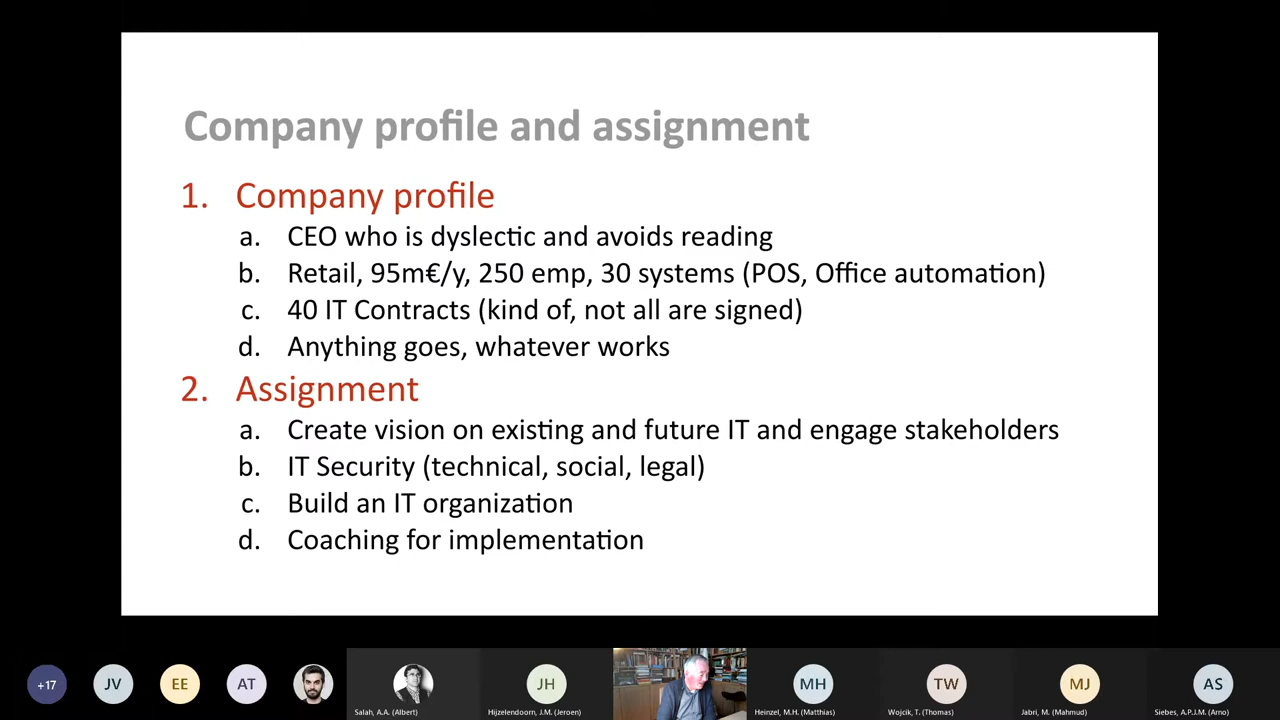 Company profile and assignment
1. Company profile
a. CEO who is dyslectic and avoids reading
b. Retail, 95m€/y, 250 emp, 30 systems (POS, Office automation)
c. 40 IT Contracts (kind of, not all are signed)
d. Anything goes, whatever works
2. Assignment
a. Create vision on existing and future IT and engage stakeholders
b. IT Security (technical, social, legal)
c. Build an IT organization
d. Coaching for implementation
+17 JV EE AT JH MH TW MJ AS
Salah, A.A. (Albert) Hijzelendoorn, J.M. (Jeroen) Heinzel, M.H. (Matthias) Wojcik, T. (Thomas) Jabri, M. (Mahmud) Siebes, A.P.J.M. (Arno)